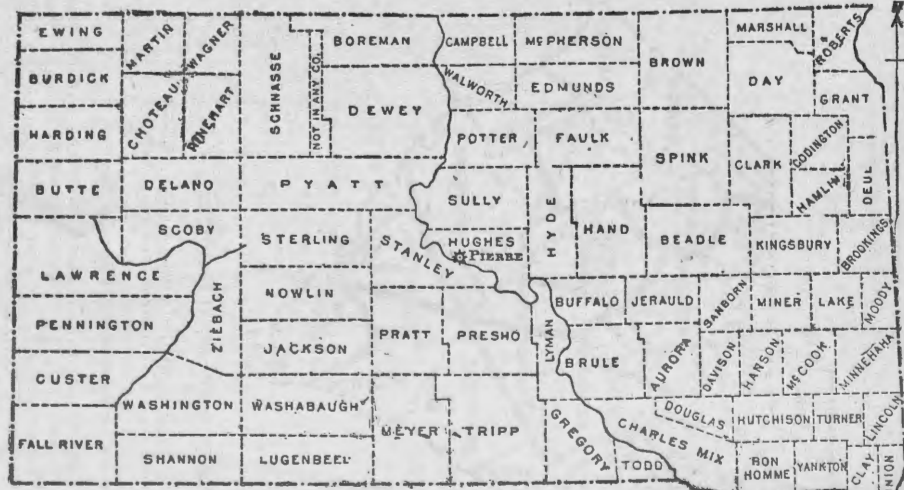 EWING
MARTIN
WAGNER
SCHNASSE
NOT IN ANY CO.
BOREMAN
CAMPBELL
McPHERSON
BROWN
MARSHALL
ROBERTS
BURDICK
DEWEY
WALWORTH
EDMUNDS
DAY
GRANT
HARDING
CHOTEAU
RINEHART
POTTER
FAULK
SPINK
CLARK
CODINGTON
HAMLIN
DEUL
BUTTE
DELANO
PYATT
SULLY
HYDE
HAND
BEADLE
KINGSBURY
BROOKINGS
SCOBY
STERLING
STANLEY
HUGHES
PIERRE
LAWRENCE
ZIEBACH
NOWLIN
BUFFALO
JERAULD
SANBORN
MINER
LAKE
MOODY
PENNINGTON
JACKSON
PRATT
PRESHO
LYMAN
BRULE
AURORA
DAVISON
HARSON
McCOOK
MINNEHAHA
CUSTER
WASHINGTON
WASHABAUGH
MEYER
TRIPP
GREGORY
DOUGLAS
CHARLES MIX
HUTCHISON
TURNER
LINCOLN
FALL RIVER
SHANNON
LUGENBEEL
TODD
BON
HOMME
YANKTON
CLAY
NION